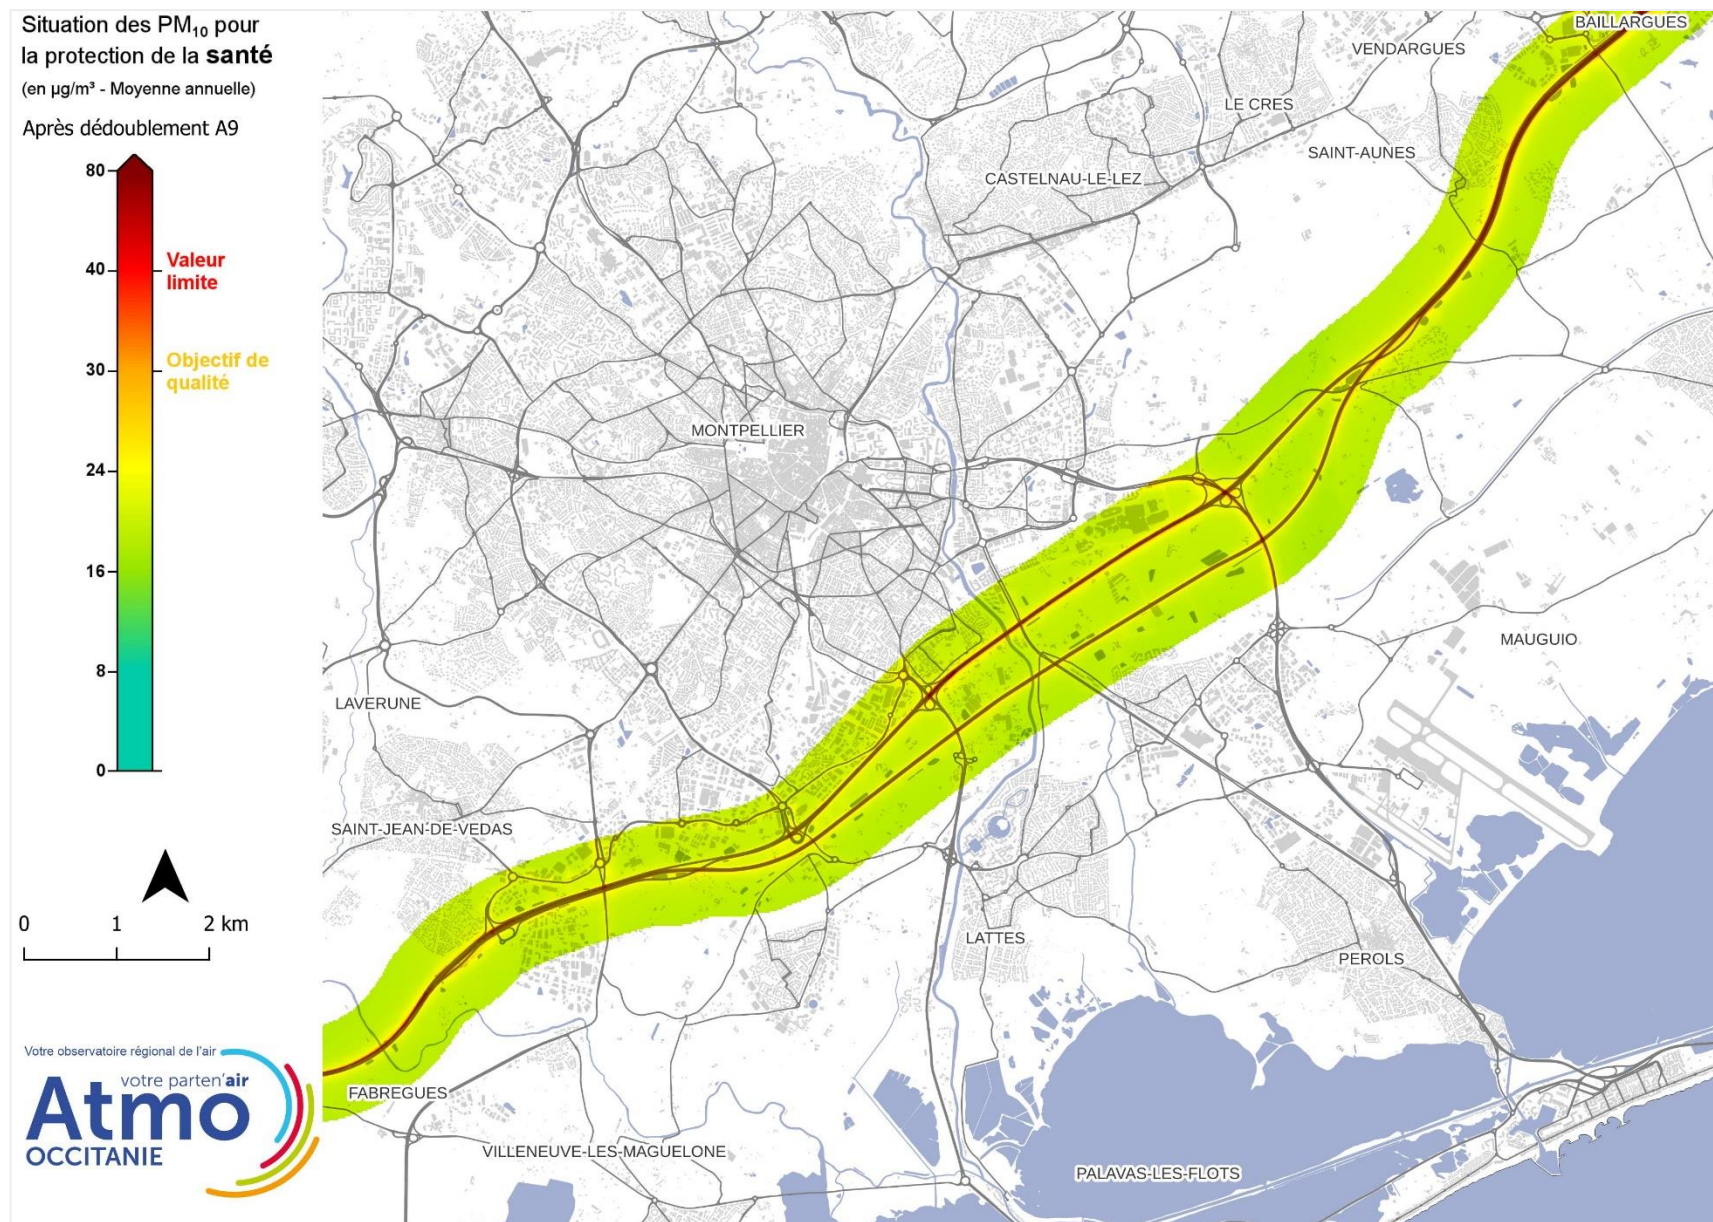 Situation des PM₁₀ pour
la protection de la santé
(en µg/m³ - Moyenne annuelle)
Après dédoublement A9
80
40
Valeur
limite
30
Objectif de
qualité
24
16
8
0
0 1 2 km
Votre observatoire régional de l'air
votre parten'air
Atmo
OCCITANIE
BAILLARGUES
VENDARGUES
LE CRES
SAINT-AUNES
CASTELNAU-LE-LEZ
MONTPELLIER
MAUGUIO
LAVERUNE
SAINT-JEAN-DE-VEDAS
LATTES
PEROLS
FABREGUES
VILLENEUVE-LES-MAGUELONE
PALAVAS-LES-FLOTS